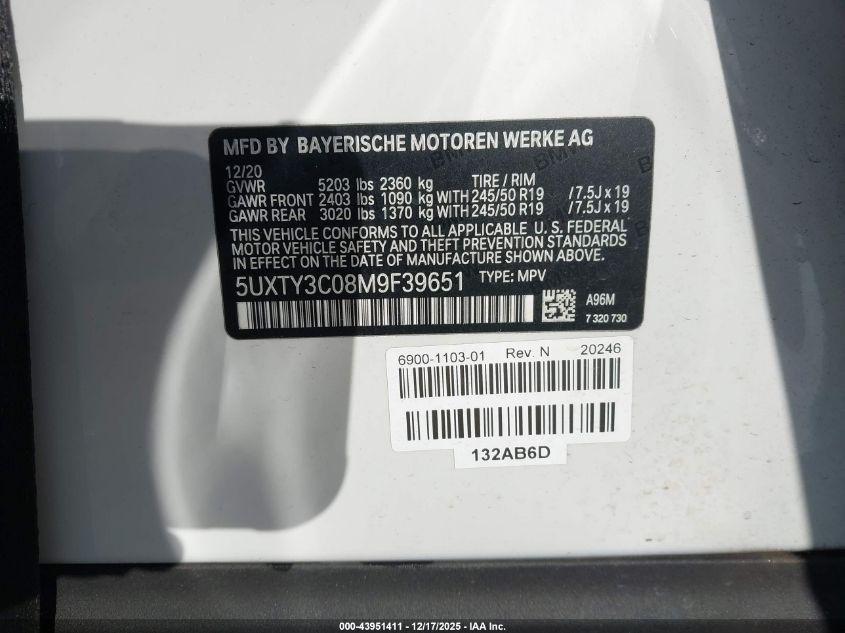 MFD BY BAYERISCHE MOTOREN WERKE AG
12/20
GVWR 5203 lbs 2360 kg TIRE / RIM
GAWR FRONT 2403 lbs 1090 kg WITH 245/50 R19 /7.5J x 19
GAWR REAR 3020 lbs 1370 kg WITH 245/50 R19 /7.5J x 19
THIS VEHICLE CONFORMS TO ALL APPLICABLE U. S. FEDERAL
MOTOR VEHICLE SAFETY AND THEFT PREVENTION STANDARDS
IN EFFECT ON THE DATE OF MANUFACTURE SHOWN ABOVE.
5UXTY3C08M9F39651 TYPE: MPV
A96M
7 320 730
6900-1103-01 Rev. N 20246
132AB6D
000-43951411 — 12/17/2025 — IAA Inc.